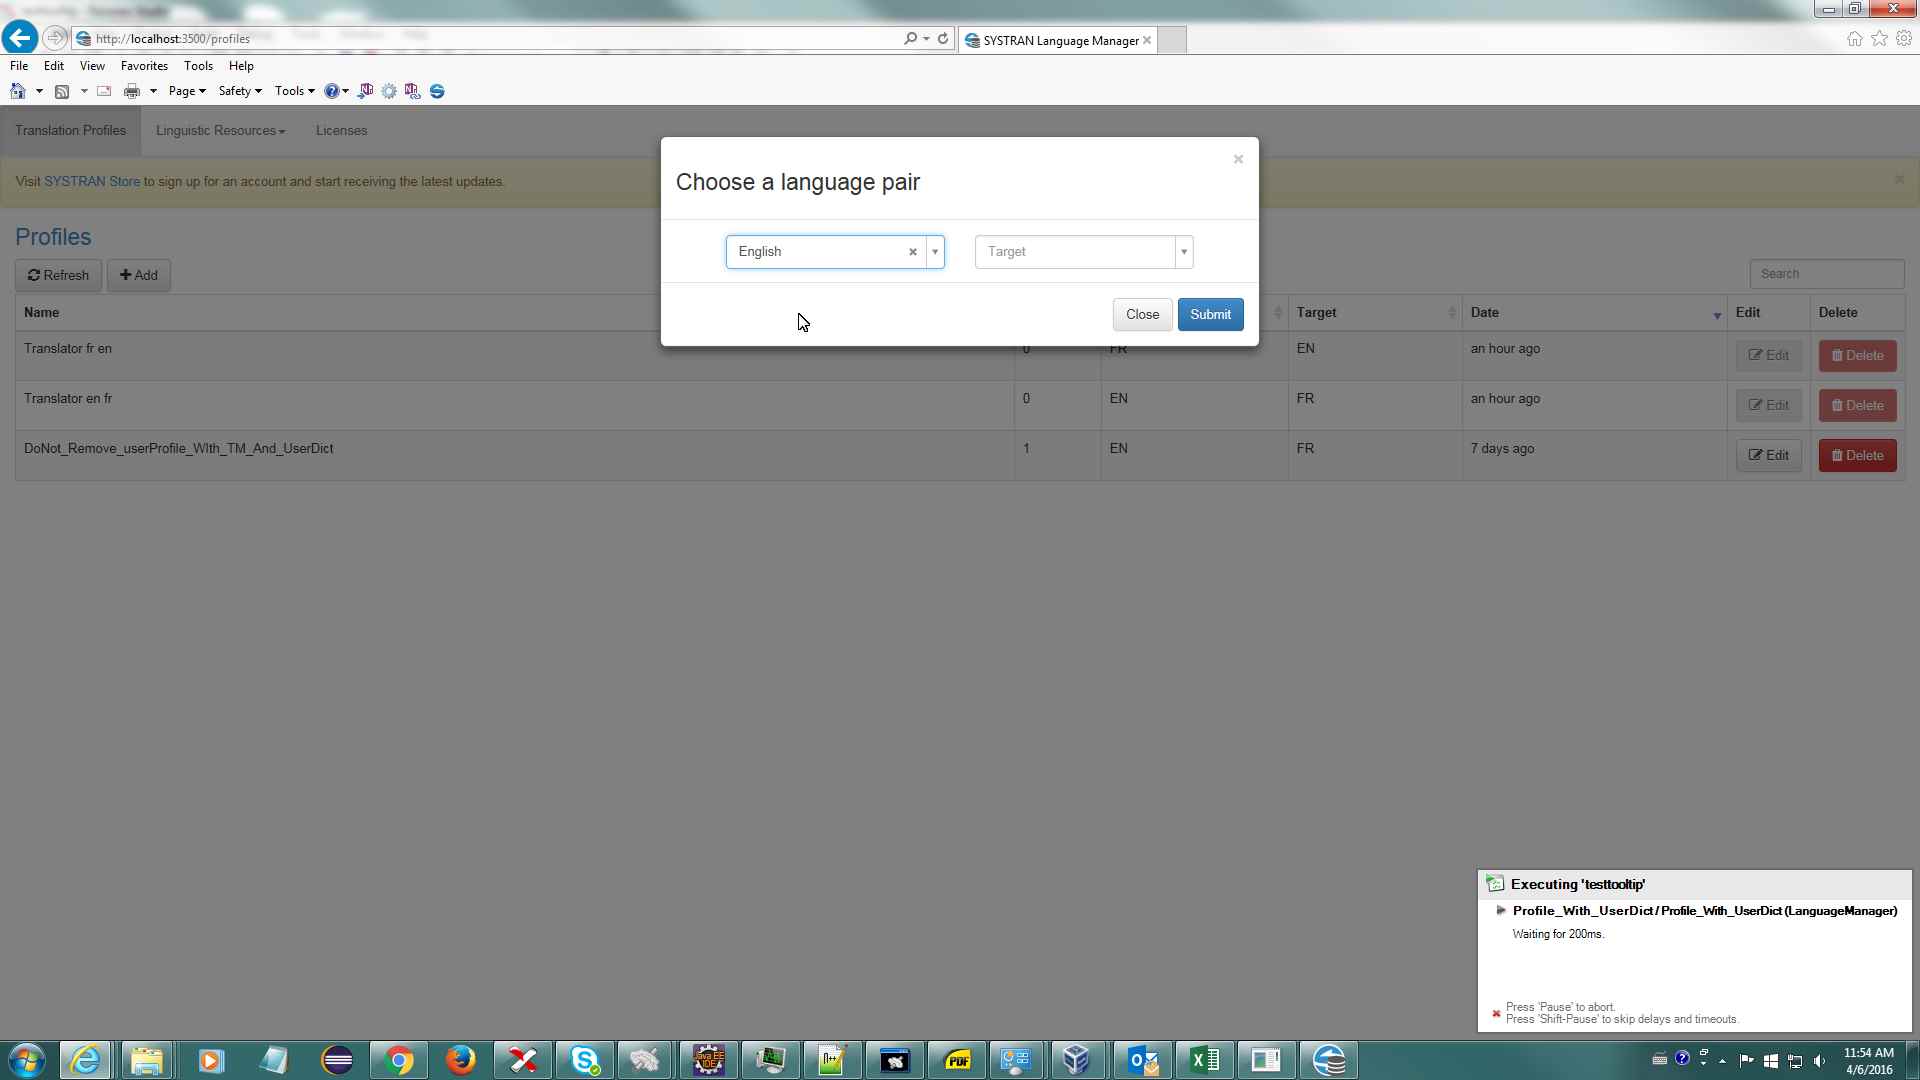 http://localhost:3500/profiles
SYSTRAN Language Manager
File Edit View Favorites Tools Help
Page Safety Tools
Translation Profiles Linguistic Resources Licenses
Visit SYSTRAN Store to sign up for an account and start receiving the latest updates.
Choose a language pair
English Target
Close Submit
Profiles
Refresh Add Search
Name Target Date Edit Delete
Translator fr en 0 FR EN an hour ago Edit Delete
Translator en fr 0 EN FR an hour ago Edit Delete
DoNot_Remove_userProfile_WIth_TM_And_UserDict 1 EN FR 7 days ago Edit Delete
Executing 'testtooltip'
Profile_With_UserDict / Profile_With_UserDict (LanguageManager)
Waiting for 200ms.
Press 'Pause' to abort.
Press 'Shift-Pause' to skip delays and timeouts.
Java EE
IDE
PDF
11:54 AM
4/6/2016